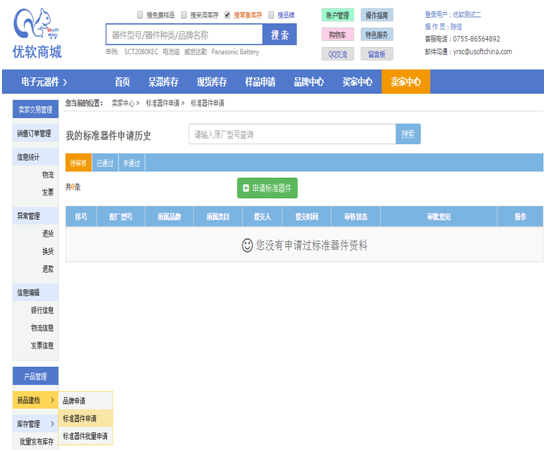 搜免费样品 搜呆滞库存 搜常备库存 搜品牌
账户管理 操作指南
登录用户：优软测试二
Usoft MALL
器件型号/器件种类/品牌名称 搜 索
购物车 特色服务
操 作 员：陈佳
客服电话：0755-86564892
优软商城
举例: SCT2080KEC 电池组 威世达勤 Panasonic Battery
QQ交流 留言板
邮件沟通：yrsc@usoftchina.com
电子元器件 首页 呆滞库存 现货库存 样品申请 品牌中心 买家中心 卖家中心
卖家交易管理
您当前的位置： 卖家中心 > 标准器件申请 > 标准器件申请
销售订单管理
我的标准器件申请历史
请输入原厂型号查询 搜索
信息统计
待审核 已通过 未通过
物流
发票
共0条
申请标准器件
异常管理
序号 原厂型号 所属品牌 所属类目 提交人 提交时间 审核状态 审批意见 操作
退货
换货
您没有申请过标准器件资料
退款
信息编辑
银行信息
物流信息
发票信息
产品管理
新品建档
品牌申请
标准器件申请
标准器件批量申请
库存管理
批量发布库存